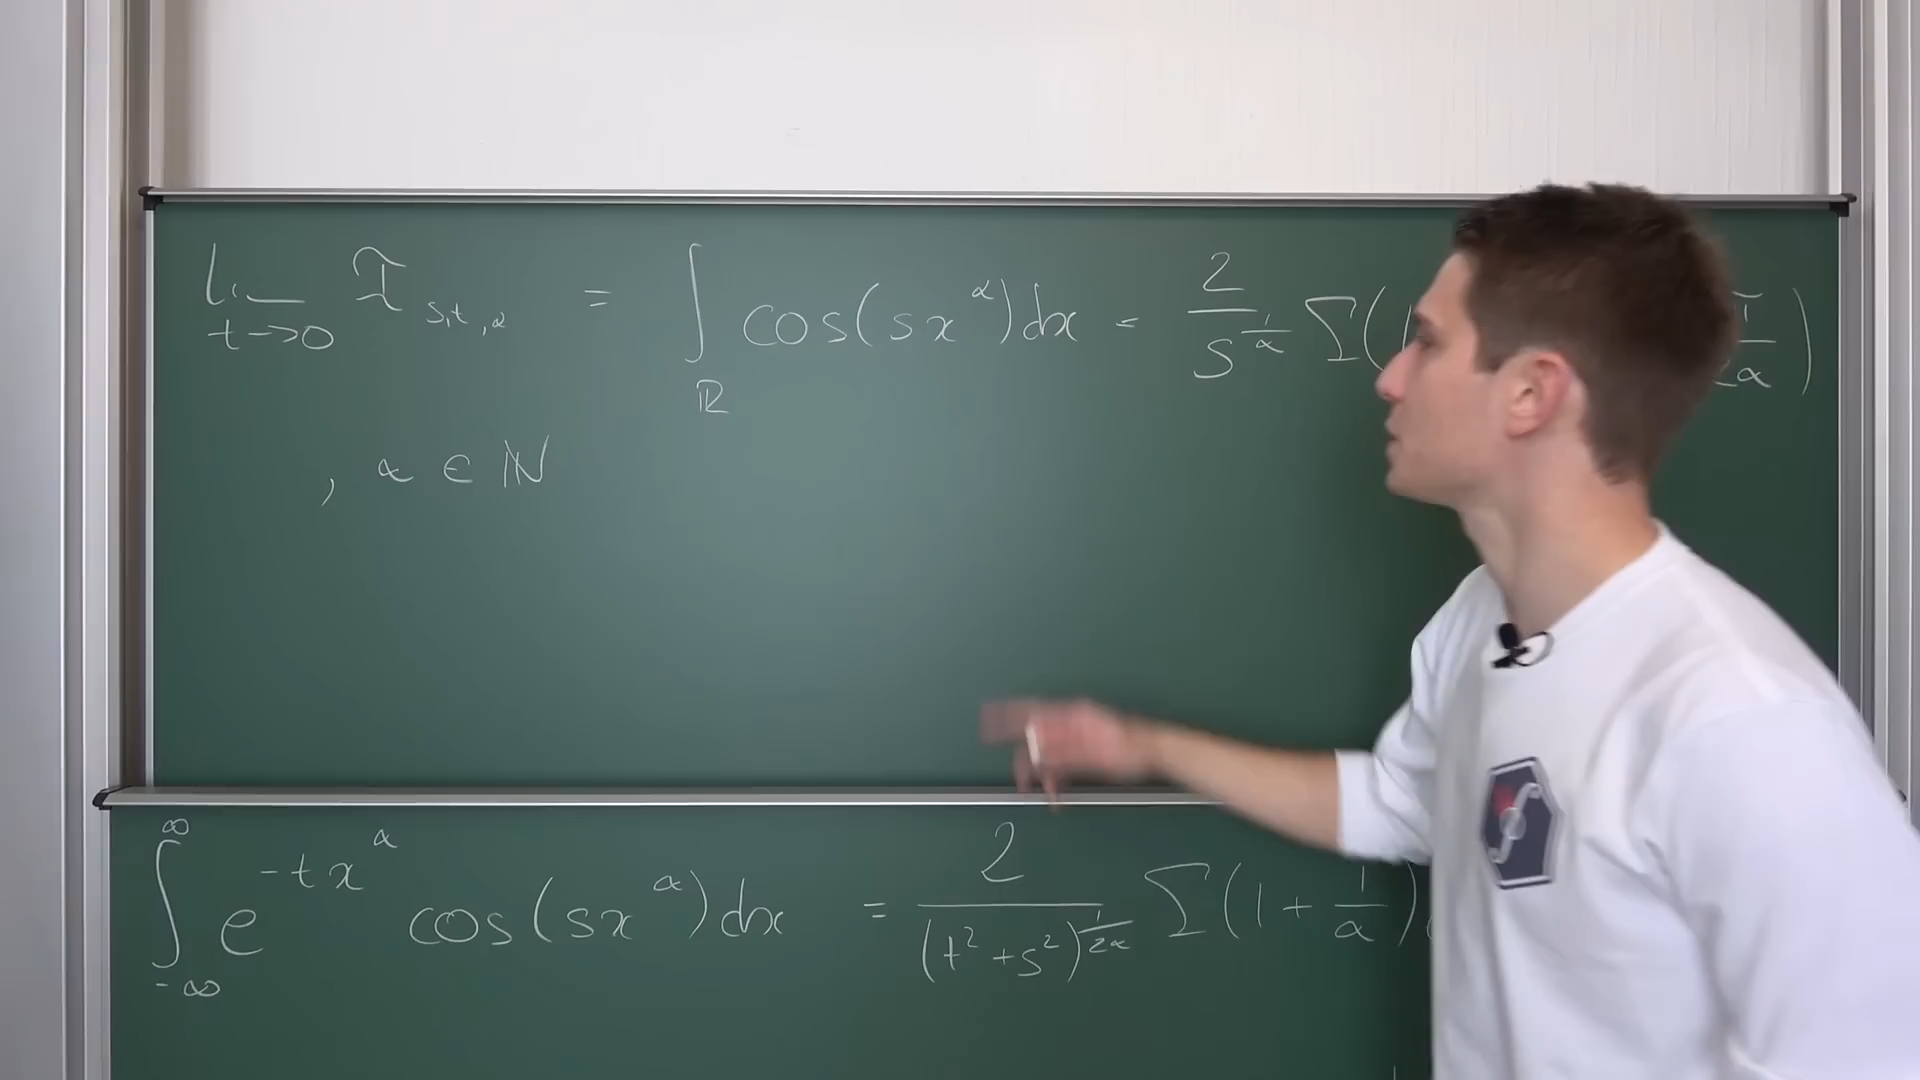 lim t→0 I s,t,α = ∫ ℝ cos(sx^α)dx = 2/s^(1/α) Γ(1 π/2α)
, α ∈ ℕ
∫ -∞ ∞ e^(-tx^α) cos(sx^α)dx = 2/(t²+s²)^(1/2α) Γ(1+1/α)